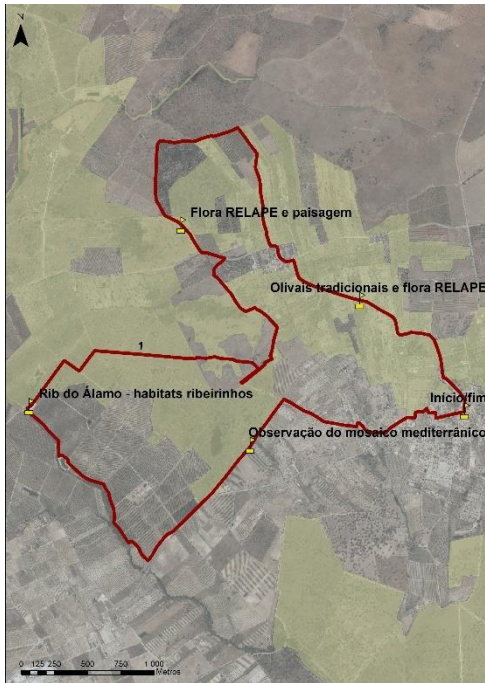 N
Flora RELAPE e paisagem
Olivais tradicionais e flora RELAPE
1
Rib do Álamo - habitats ribeirinhos
Início/fim
Observação do mosaico mediterrânico
0 125 250 500 750 1 000
Metros